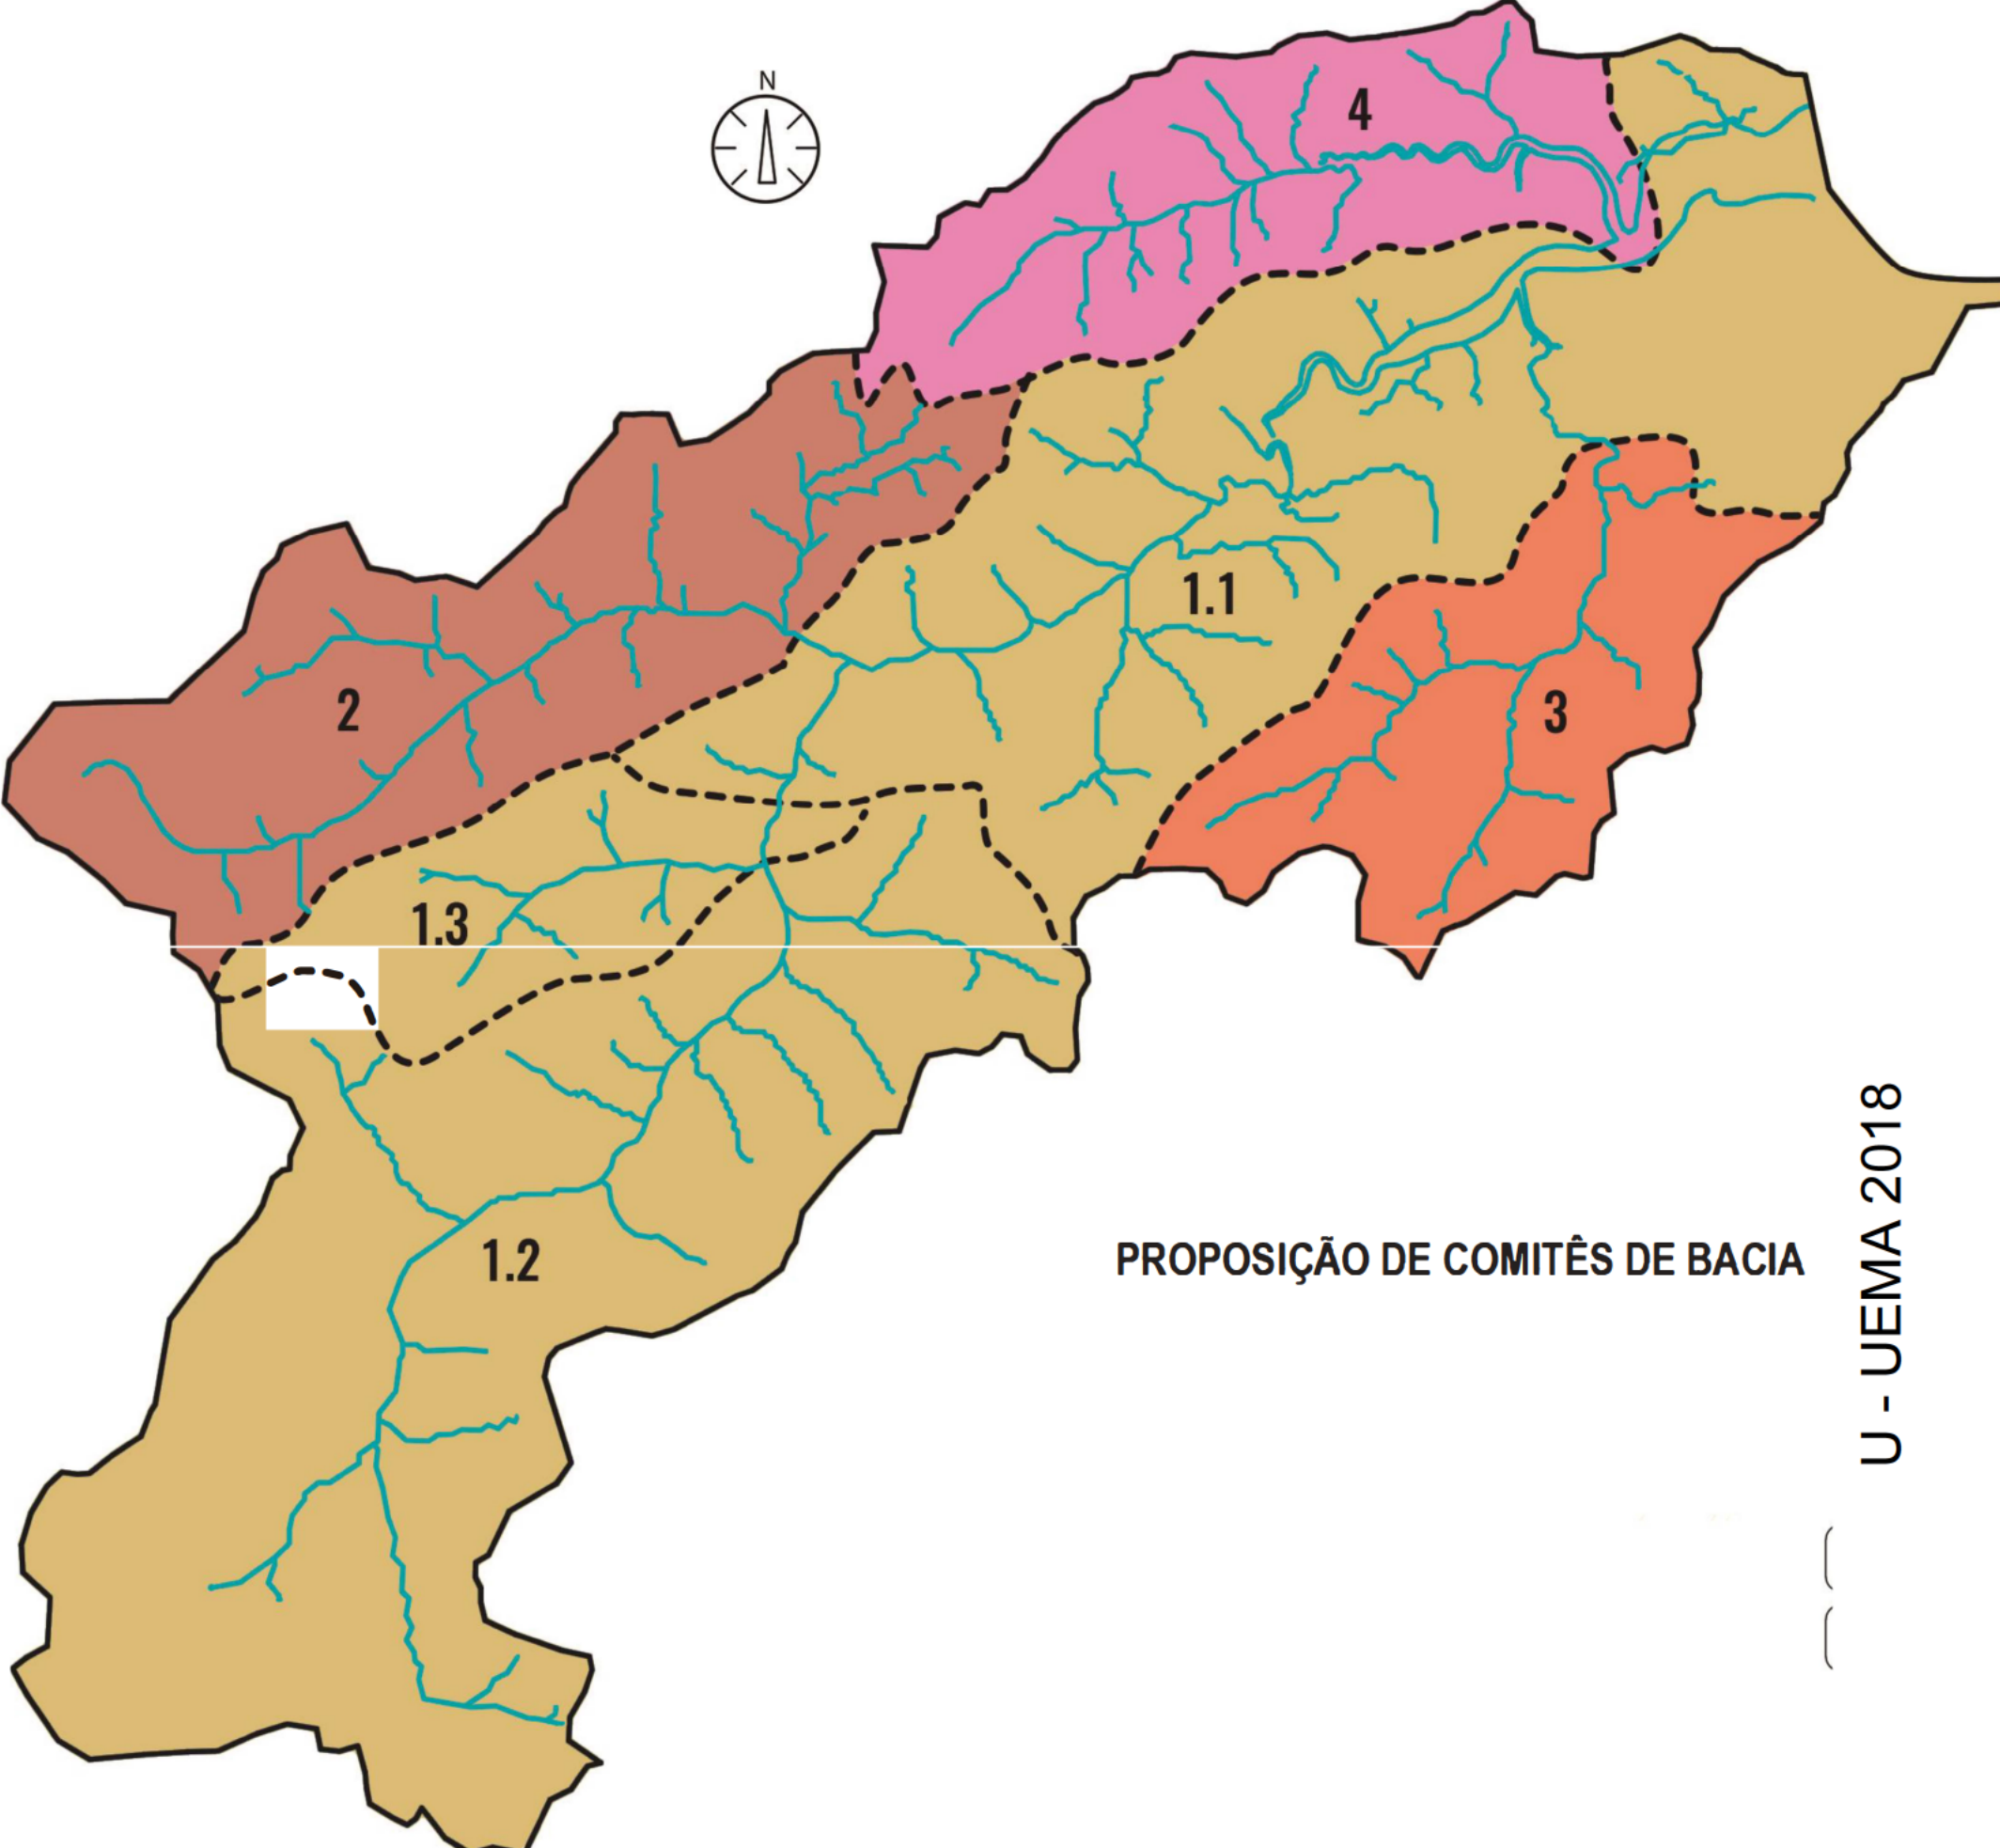 N
4
1.1
2
3
1.3
1.2
PROPOSIÇÃO DE COMITÊS DE BACIA
U - UEMA 2018